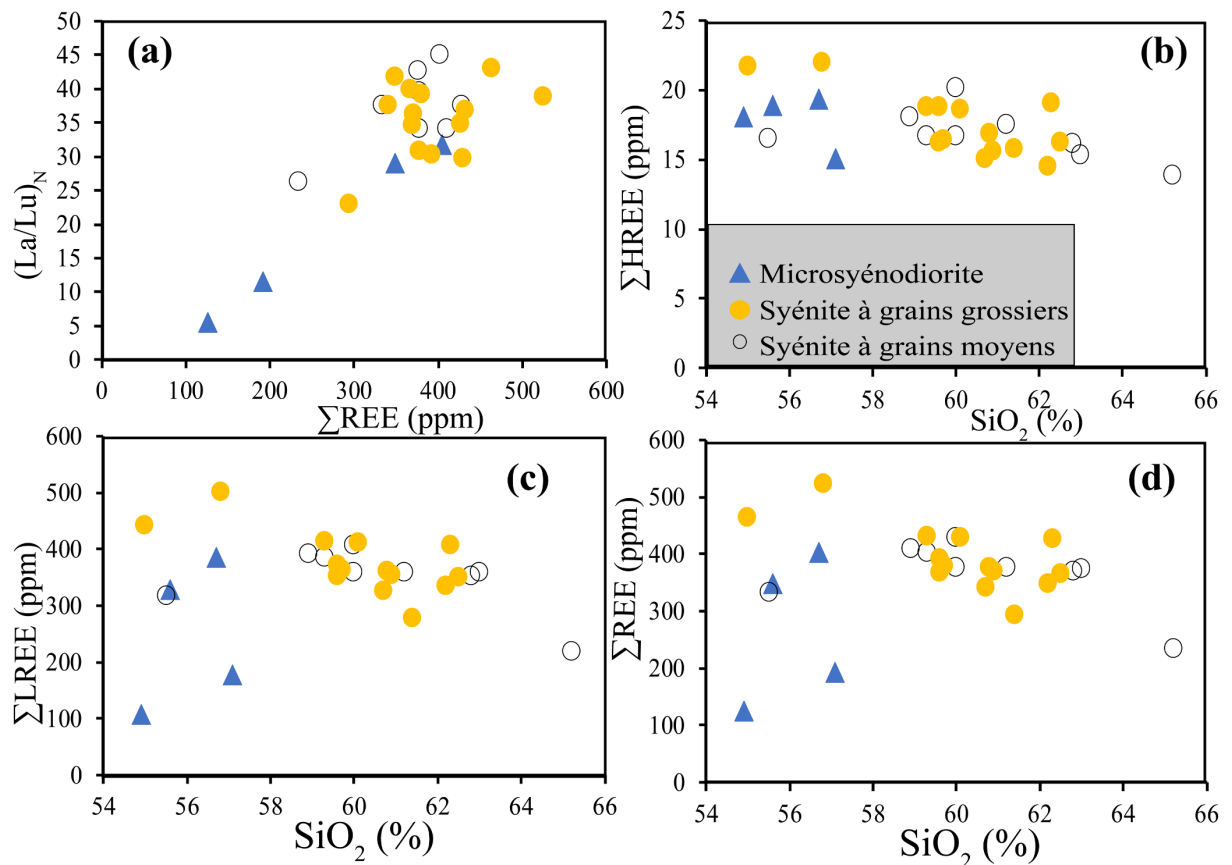 (a)
50
45
40
35
30
25
20
15
10
5
0
(La/Lu)N
0 100 200 300 400 500 600
∑REE (ppm)
(b)
25
20
15
10
5
0
∑HREE (ppm)
Microsyénodiorite
Syénite à grains grossiers
Syénite à grains moyens
54 56 58 60 62 64 66
SiO2 (%)
(c)
600
500
400
300
200
100
0
∑LREE (ppm)
54 56 58 60 62 64 66
SiO2 (%)
(d)
600
500
400
300
200
100
0
∑REE (ppm)
54 56 58 60 62 64 66
SiO2 (%)